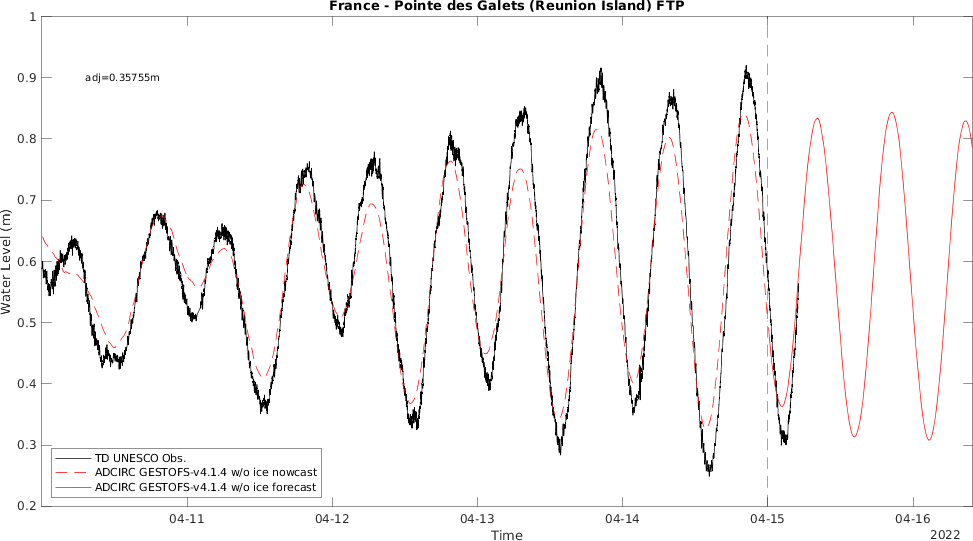 France - Pointe des Galets (Reunion Island) FTP
1
0.9
0.8
0.7
0.6
0.5
0.4
0.3
0.2
Water Level (m)
adj=0.35755m
TD UNESCO Obs.
ADCIRC GESTOFS-v4.1.4 w/o ice nowcast
ADCIRC GESTOFS-v4.1.4 w/o ice forecast
04-11 04-12 04-13 04-14 04-15 04-16
Time
2022